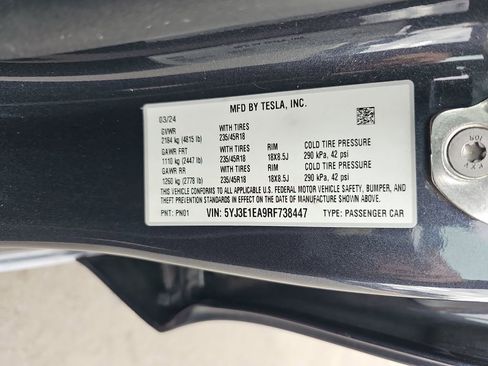 MFD BY TESLA, INC.
03/24
GVWR WITH TIRES
2184 kg (4815 lb) 235/45R18
GAWR FRT WITH TIRES RIM COLD TIRE PRESSURE
1110 kg (2447 lb) 235/45R18 18X8.5J 290 kPa, 42 psi
GAWR RR WITH TIRES RIM COLD TIRE PRESSURE
1260 kg (2778 lb) 235/45R18 18X8.5J 290 kPa, 42 psi
THIS VEHICLE CONFORMS TO ALL APPLICABLE U.S. FEDERAL MOTOR VEHICLE SAFETY, BUMPER, AND
THEFT PREVENTION STANDARDS IN EFFECT ON THE DATE OF MANUFACTURE SHOWN ABOVE.
PNT: PN01 VIN: 5YJ3E1EA9RF738447 TYPE: PASSENGER CAR